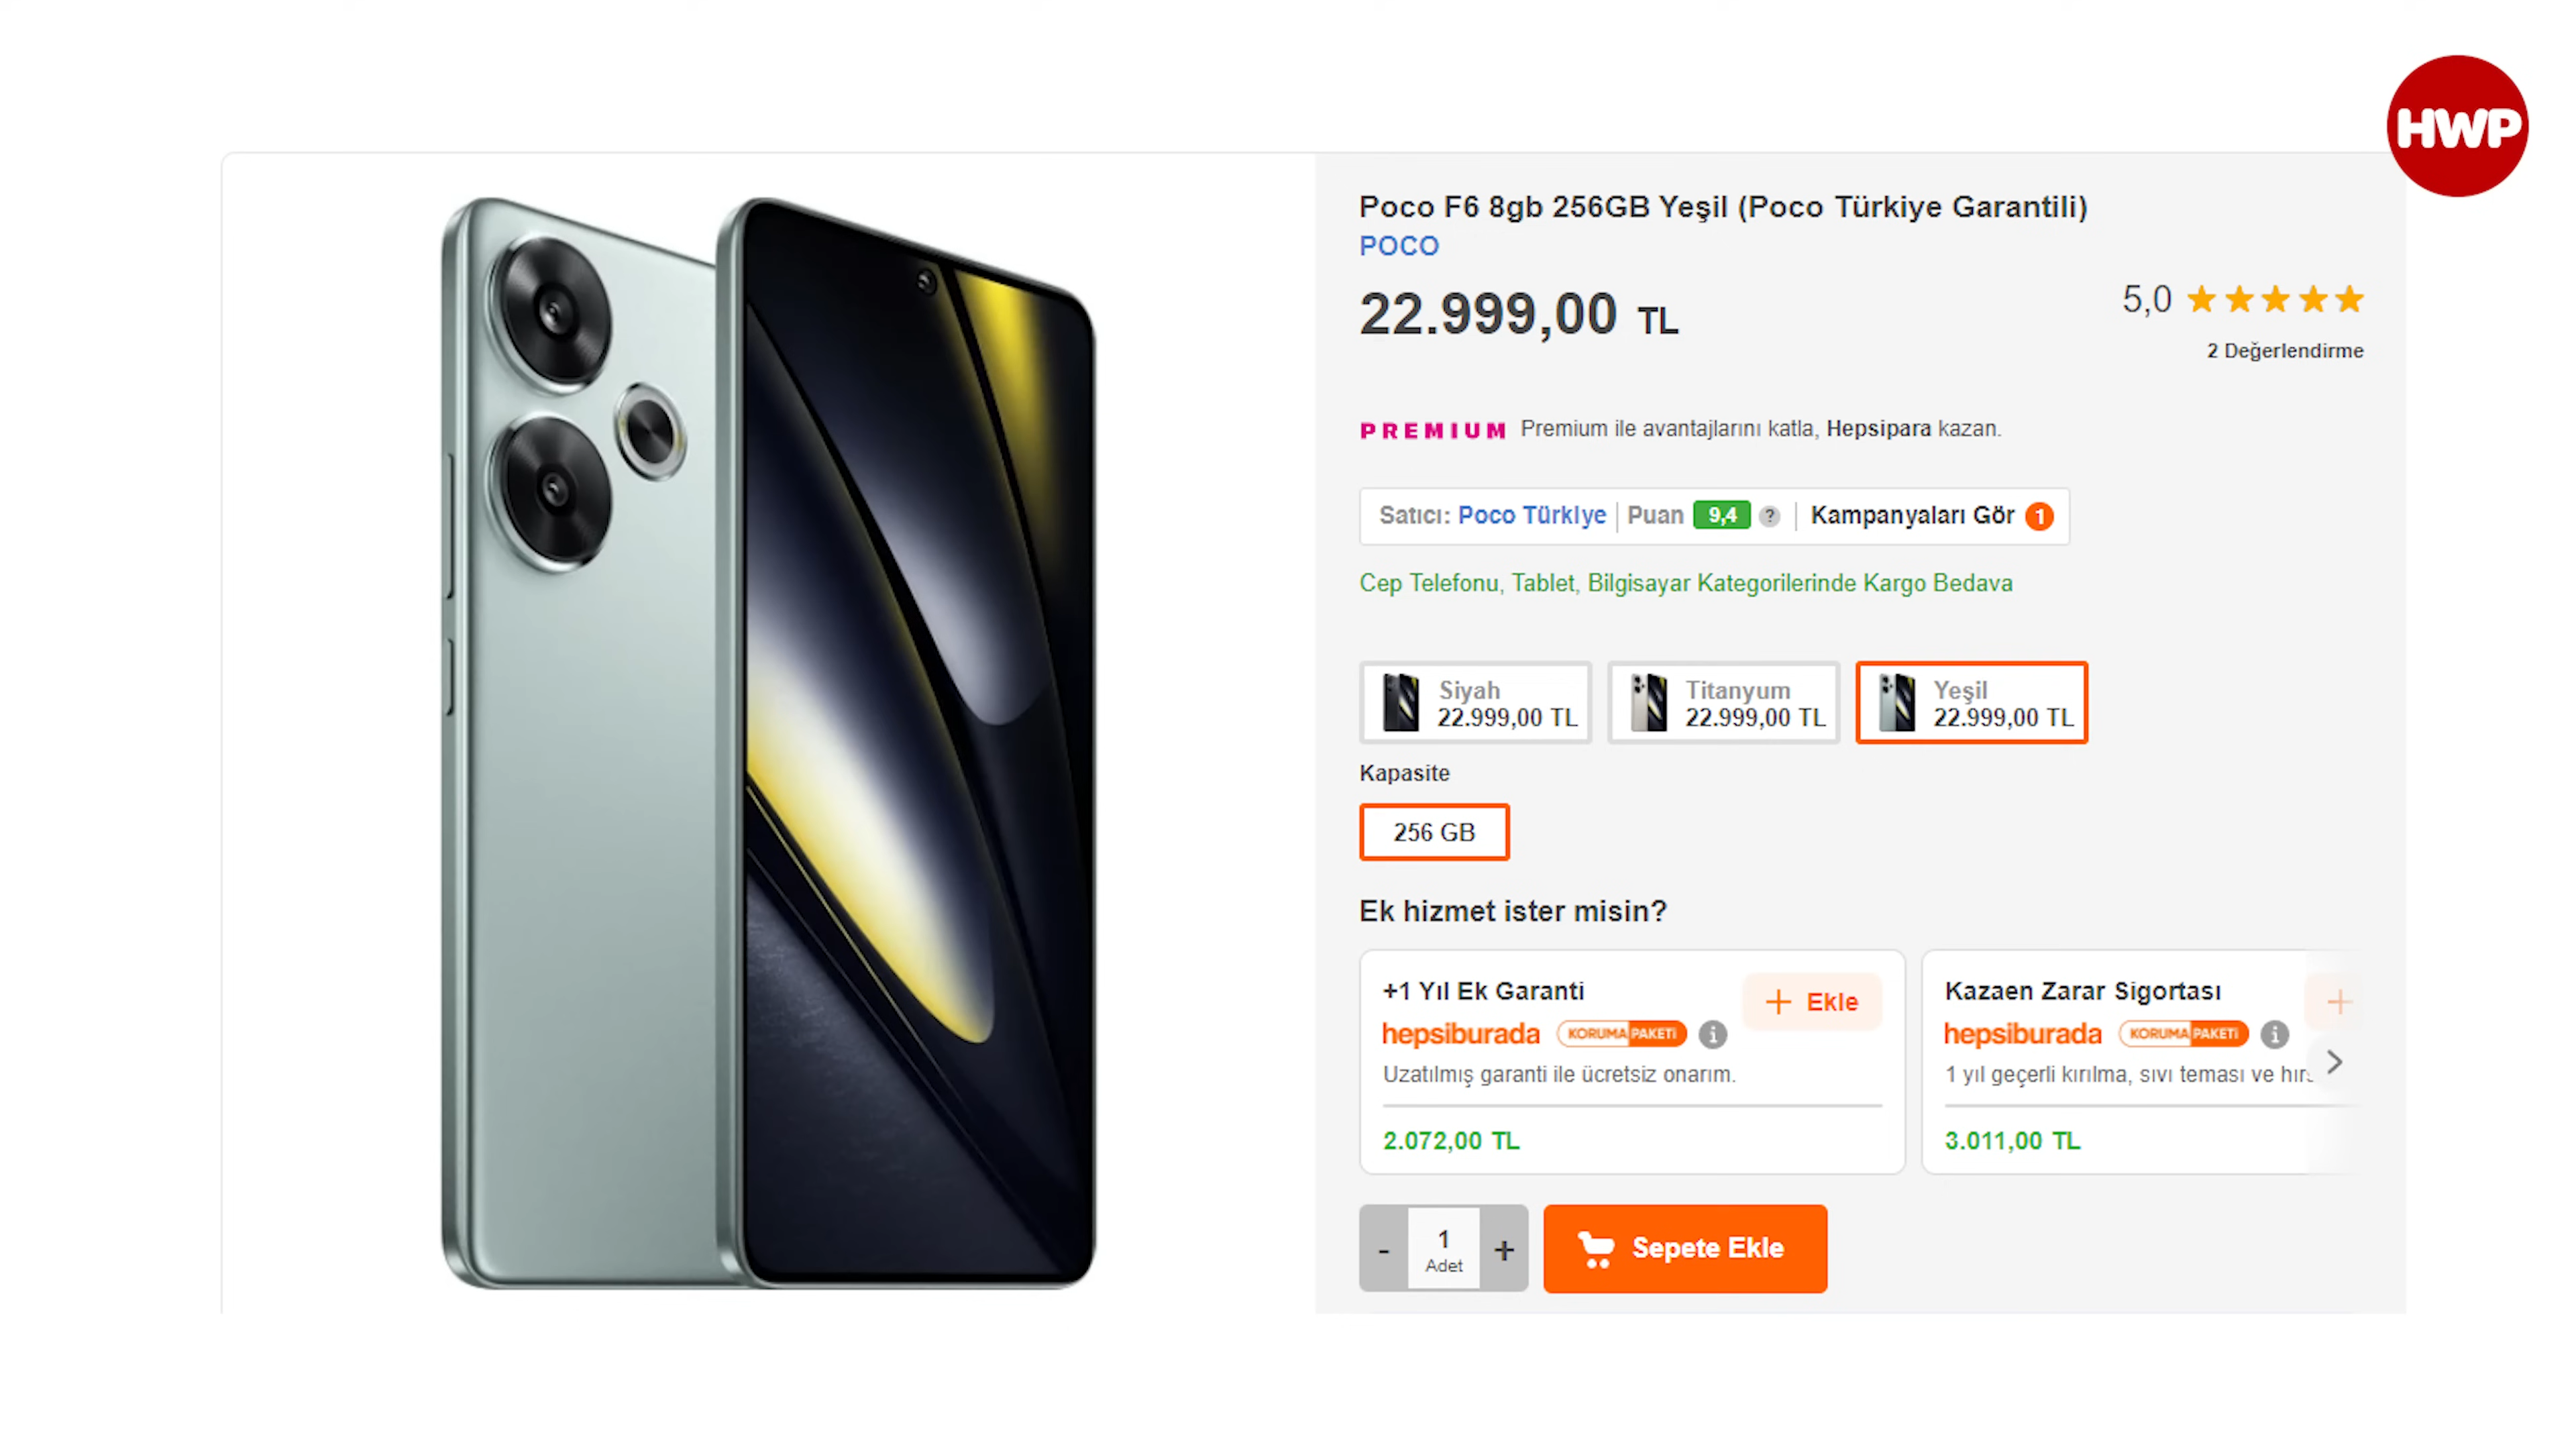 HWP
Poco F6 8gb 256GB Yeşil (Poco Türkiye Garantili)
POCO
22.999,00 TL
5,0
2 Değerlendirme
PREMIUM Premium ile avantajlarını katla, Hepsipara kazan.
Satıcı: Poco Türkiye Puan 9,4 ? Kampanyaları Gör 1
Cep Telefonu, Tablet, Bilgisayar Kategorilerinde Kargo Bedava
Siyah
22.999,00 TL
Titanyum
22.999,00 TL
Yeşil
22.999,00 TL
Kapasite
256 GB
Ek hizmet ister misin?
+1 Yıl Ek Garanti
+ Ekle
hepsiburada KORUMA PAKETİ i
Uzatılmış garanti ile ücretsiz onarım.
2.072,00 TL
Kazaen Zarar Sigortası
+
hepsiburada KORUMA PAKETİ i
1 yıl geçerli kırılma, sıvı teması ve
3.011,00 TL
- 1 +
Adet
Sepete Ekle